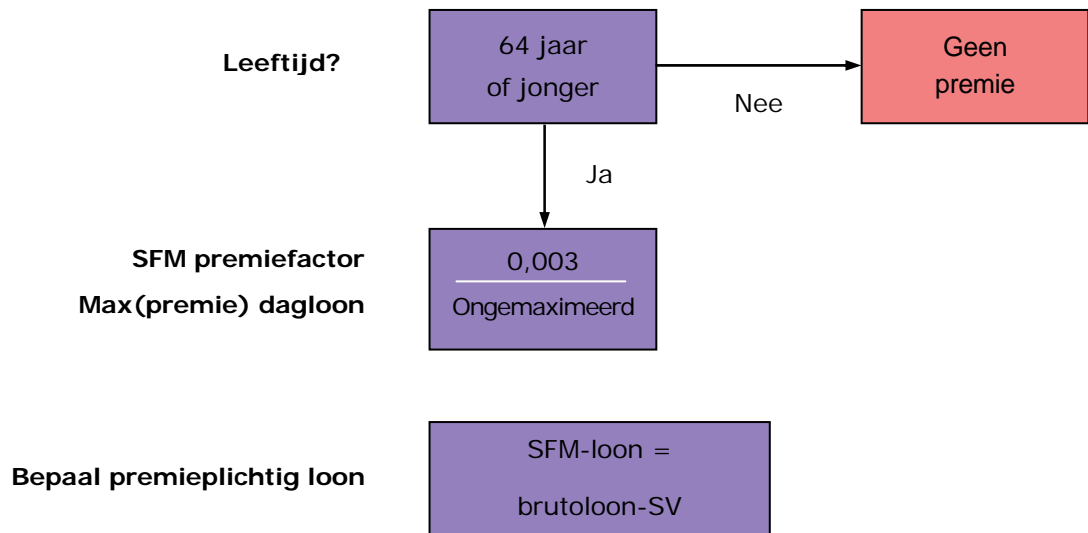 Leeftijd?
64 jaar
of jonger
Nee
Geen
premie
Ja
SFM premiefactor
Max(premie) dagloon
0,003
Ongemaximeerd
Bepaal premieplichtig loon
SFM-loon =
brutoloon-SV